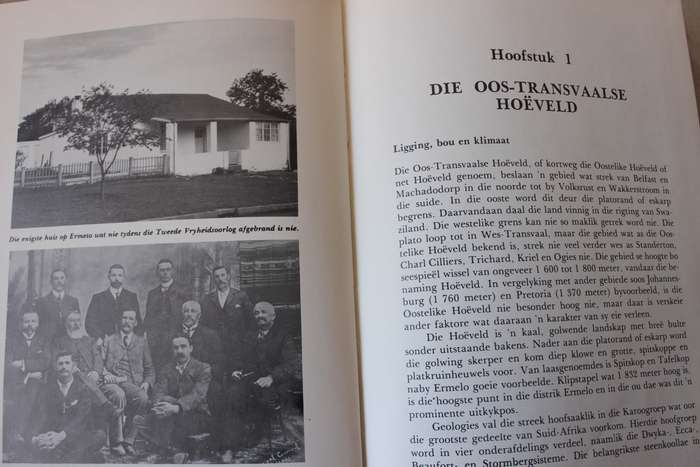 Die enigste huis op Ermelo wat nie tydens die Tweede Vryheidsoorlog afgebrand is nie.
Hoofstuk 1
DIE OOS-TRANSVAALSE
HOËVELD
Ligging, bou en klimaat
Die Oos-Transvaalse Hoëveld, of kortweg die Oostelike Hoëveld of
net Hoëveld genoem, beslaan 'n gebied wat strek van Belfast en
Machadodorp in die noorde tot by Volksrust en Wakkerstroom in
die suide. In die ooste word dit deur die platorand of eskarp
begrens. Daarvandaan daal die land vinnig in die rigting van Swa-
ziland. Die westelike grens kan nie so maklik getrek word nie. Die
plato loop tot in Wes-Transvaal, maar die gebied wat as die Oos-
telike Hoëveld bekend is, strek nie veel verder wes as Standerton,
Charl Cilliers, Trichard, Kriel en Ogies nie. Die gebied se hoogte bo
seespieël wissel van ongeveer 1 600 tot 1 800 meter, vandaar die be-
naming Hoëveld. In vergelyking met ander gebiede soos Johannes-
burg (1 760 meter) en Pretoria (1 370 meter) byvoorbeeld, is die
Oostelike Hoëveld nie besonder hoog nie, maar daar is verskeie
ander faktore wat daaraan 'n karakter van sy eie verleen.
Die Hoëveld is 'n kaal, golwende landskap met breë bulte
sonder uitstaande bakens. Nader aan die platorand of eskarp word
die golwing skerper en kom diep klowe en grotte, spitskoppe en
platkruinheuwels voor. Van laasgenoemdes is Spitskop en Tafelkop
naby Ermelo goeie voorbeelde. Klipstapel wat 1 832 meter hoog is,
is die hoogste punt in die distrik Ermelo en in die ou dae was dit 'n
prominente uitkykpos.
Geologies val die streek hoofsaaklik in die Karoogroep wat oor
die grootste gedeelte van Suid-Afrika voorkom. Hierdie hoofgroep
word in vier onderafdelings verdeel, naamlik die Dwyka-, Ecca-,
Beaufort- en Stormbergsisteme. Die belangrikste steenkoollae in